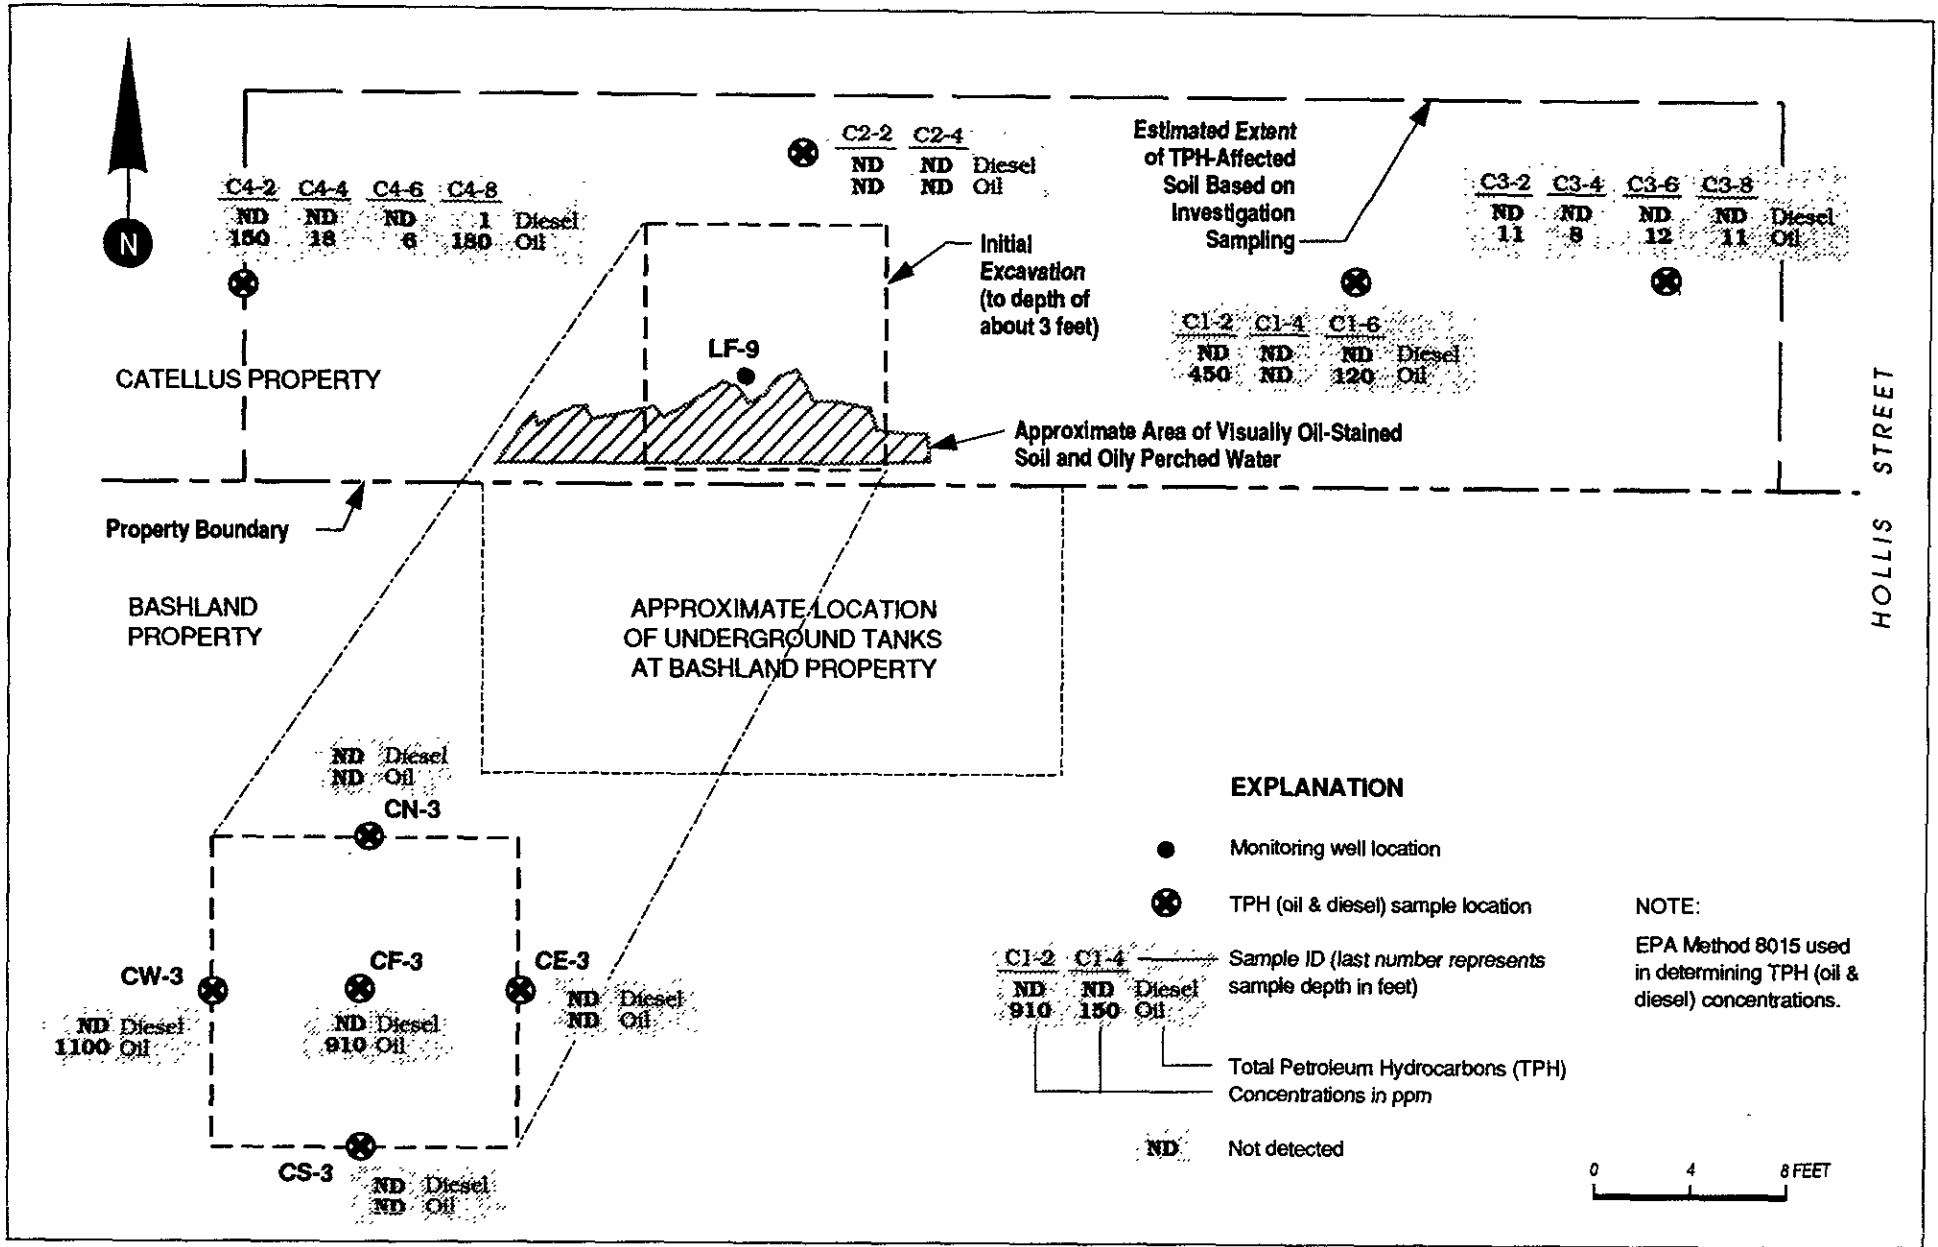 N
C4-2 C4-4 C4-6 C4-8
ND ND ND 1 Diesel
150 18 6 180 Oil
C2-2 C2-4
ND ND Diesel
ND ND Oil
Estimated Extent
of TPH-Affected
Soil Based on
Investigation
Sampling
C3-2 C3-4 C3-6 C3-8
ND ND ND ND Diesel
11 8 12 11 Oil
Initial
Excavation
(to depth of
about 3 feet)
C1-2 C1-4 C1-6
ND ND ND Diesel
450 ND 120 Oil
LF-9
CATELLUS PROPERTY
Approximate Area of Visually Oil-Stained
Soil and Oily Perched Water
HOLLIS STREET
Property Boundary
BASHLAND
PROPERTY
APPROXIMATE LOCATION
OF UNDERGROUND TANKS
AT BASHLAND PROPERTY
ND Diesel
ND Oil
CN-3
CW-3
ND Diesel
1100 Oil
CF-3
ND Diesel
910 Oil
CE-3
ND Diesel
ND Oil
CS-3
ND Diesel
ND Oil
EXPLANATION
Monitoring well location
TPH (oil & diesel) sample location
C1-2 C1-4
ND ND Diesel
910 150 Oil
Sample ID (last number represents
sample depth in feet)
Total Petroleum Hydrocarbons (TPH)
Concentrations in ppm
ND Not detected
NOTE:
EPA Method 8015 used
in determining TPH (oil &
diesel) concentrations.
0 4 8 FEET